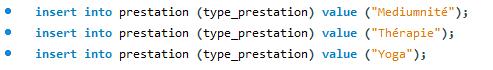 insert into prestation (type_prestation) value ("Mediumnité");
insert into prestation (type_prestation) value ("Thérapie");
insert into prestation (type_prestation) value ("Yoga");